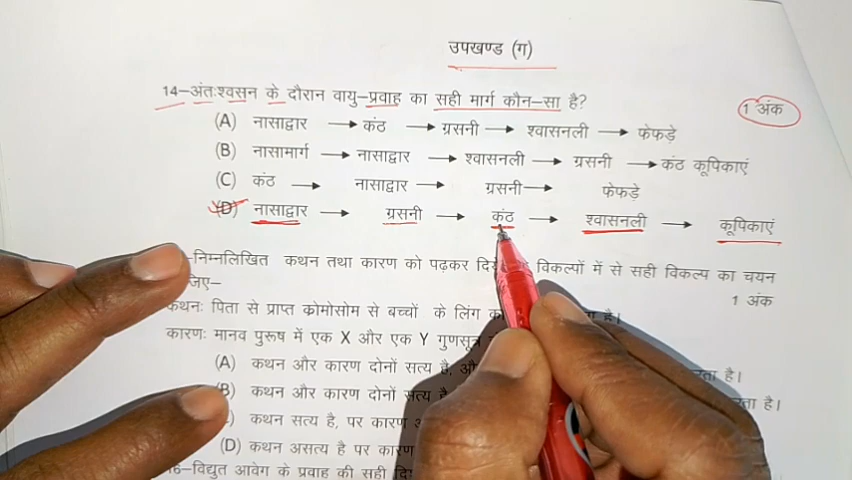 उपखण्ड (ग)
14–अंतःश्वसन के दौरान वायु–प्रवाह का सही मार्ग कौन–सा है? 1 अंक
(A) नासाद्वार → कंठ → ग्रसनी → श्वासनली → फेफड़े
(B) नासामार्ग → नासाद्वार → श्वासनली → ग्रसनी → कंठ कूपिकाएं
(C) कंठ → नासाद्वार → ग्रसनी → फेफड़े
(D) नासाद्वार → ग्रसनी → कंठ → श्वासनली → कूपिकाएं
–निम्नलिखित कथन तथा कारण को पढ़कर विकल्पों में से सही विकल्प का चयन
1 अंक
कथनः पिता से प्राप्त क्रोमोसोम से बच्चों के लिंग है।
कारणः मानव पुरूष में एक X और एक Y गुणसूत्र
(A) कथन और कारण दोनों सत्य है, है।
(B) कथन और कारण दोनों सत्य है है।
कथन सत्य है, पर कारण
(D) कथन असत्य है पर
16–विद्युत आवेग के प्रवाह की सही